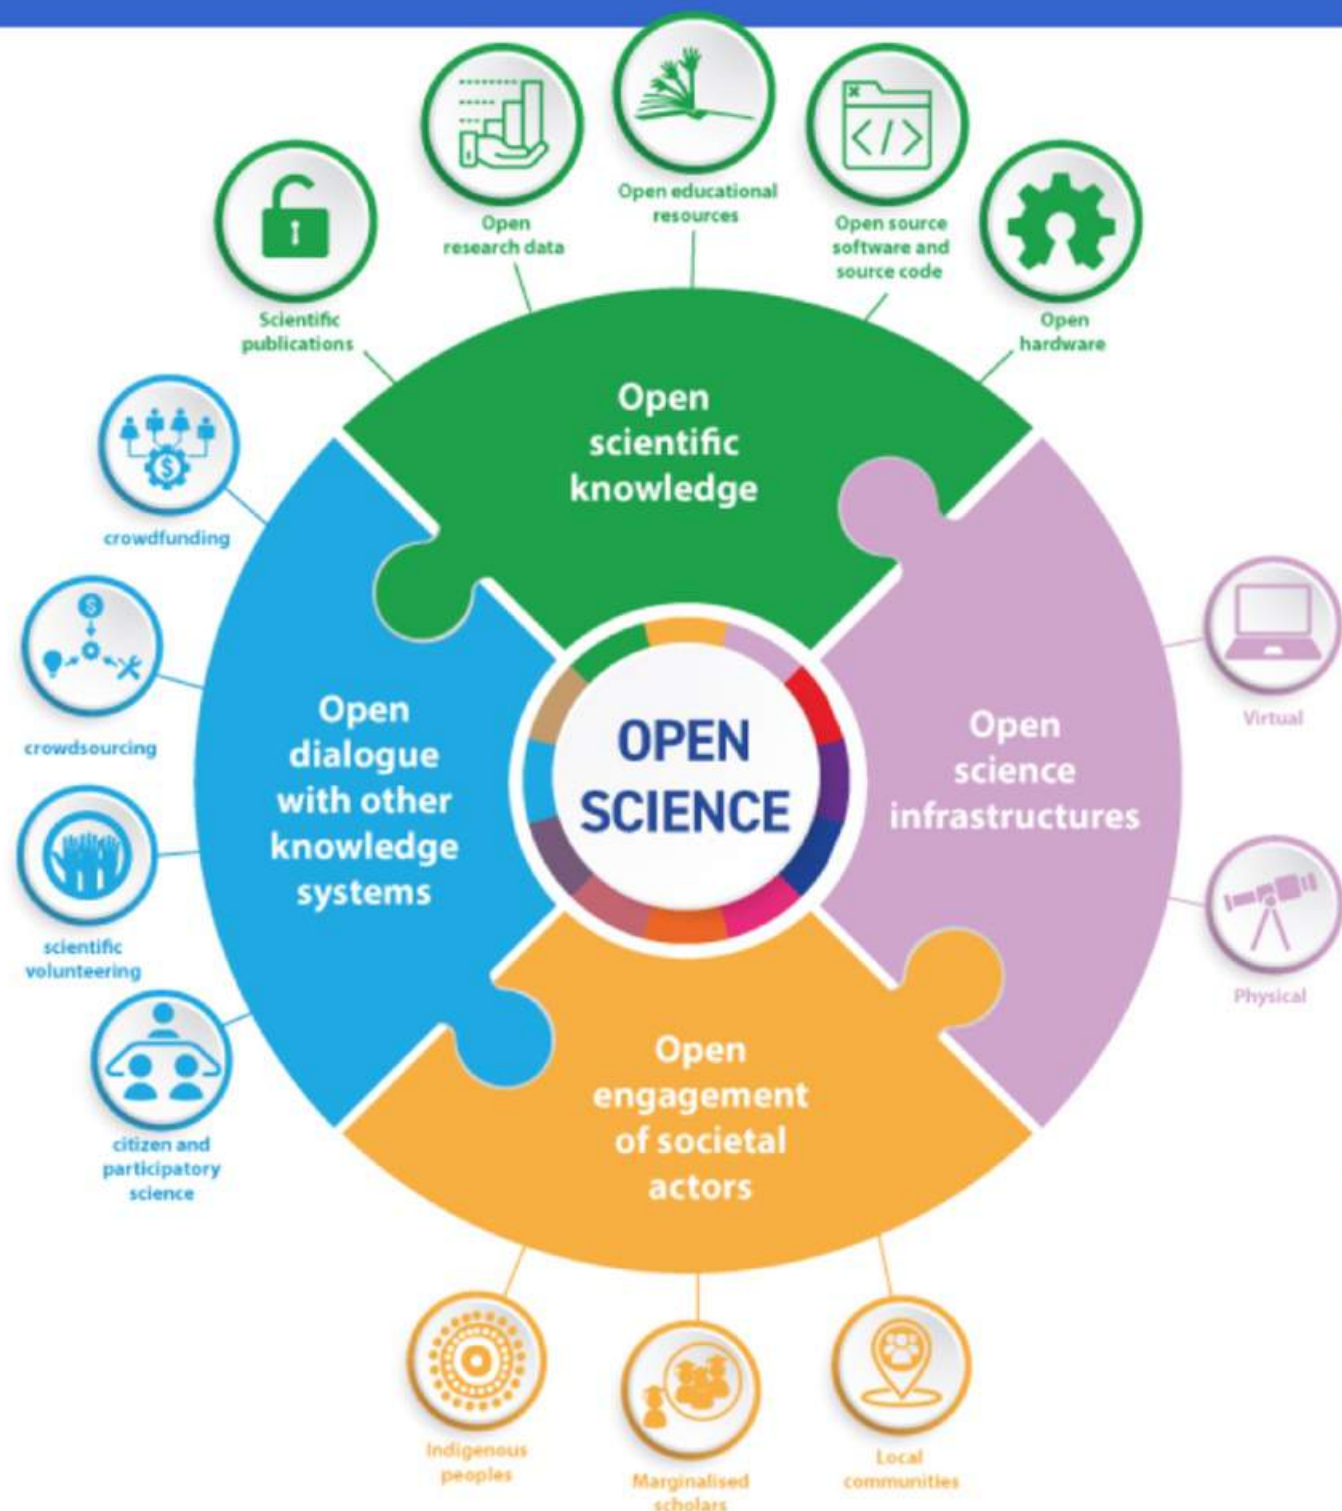 Open educational
resources
Open
research data
Open source
software and
source code
Scientific
publications
Open
hardware
Open
scientific
knowledge
crowdfunding
crowdsourcing
scientific
volunteering
citizen and
participatory
science
Open
dialogue
with other
knowledge
systems
OPEN
SCIENCE
Open
science
infrastructures
Virtual
Physical
Open
engagement
of societal
actors
Indigenous
peoples
Marginalised
scholars
Local
communities